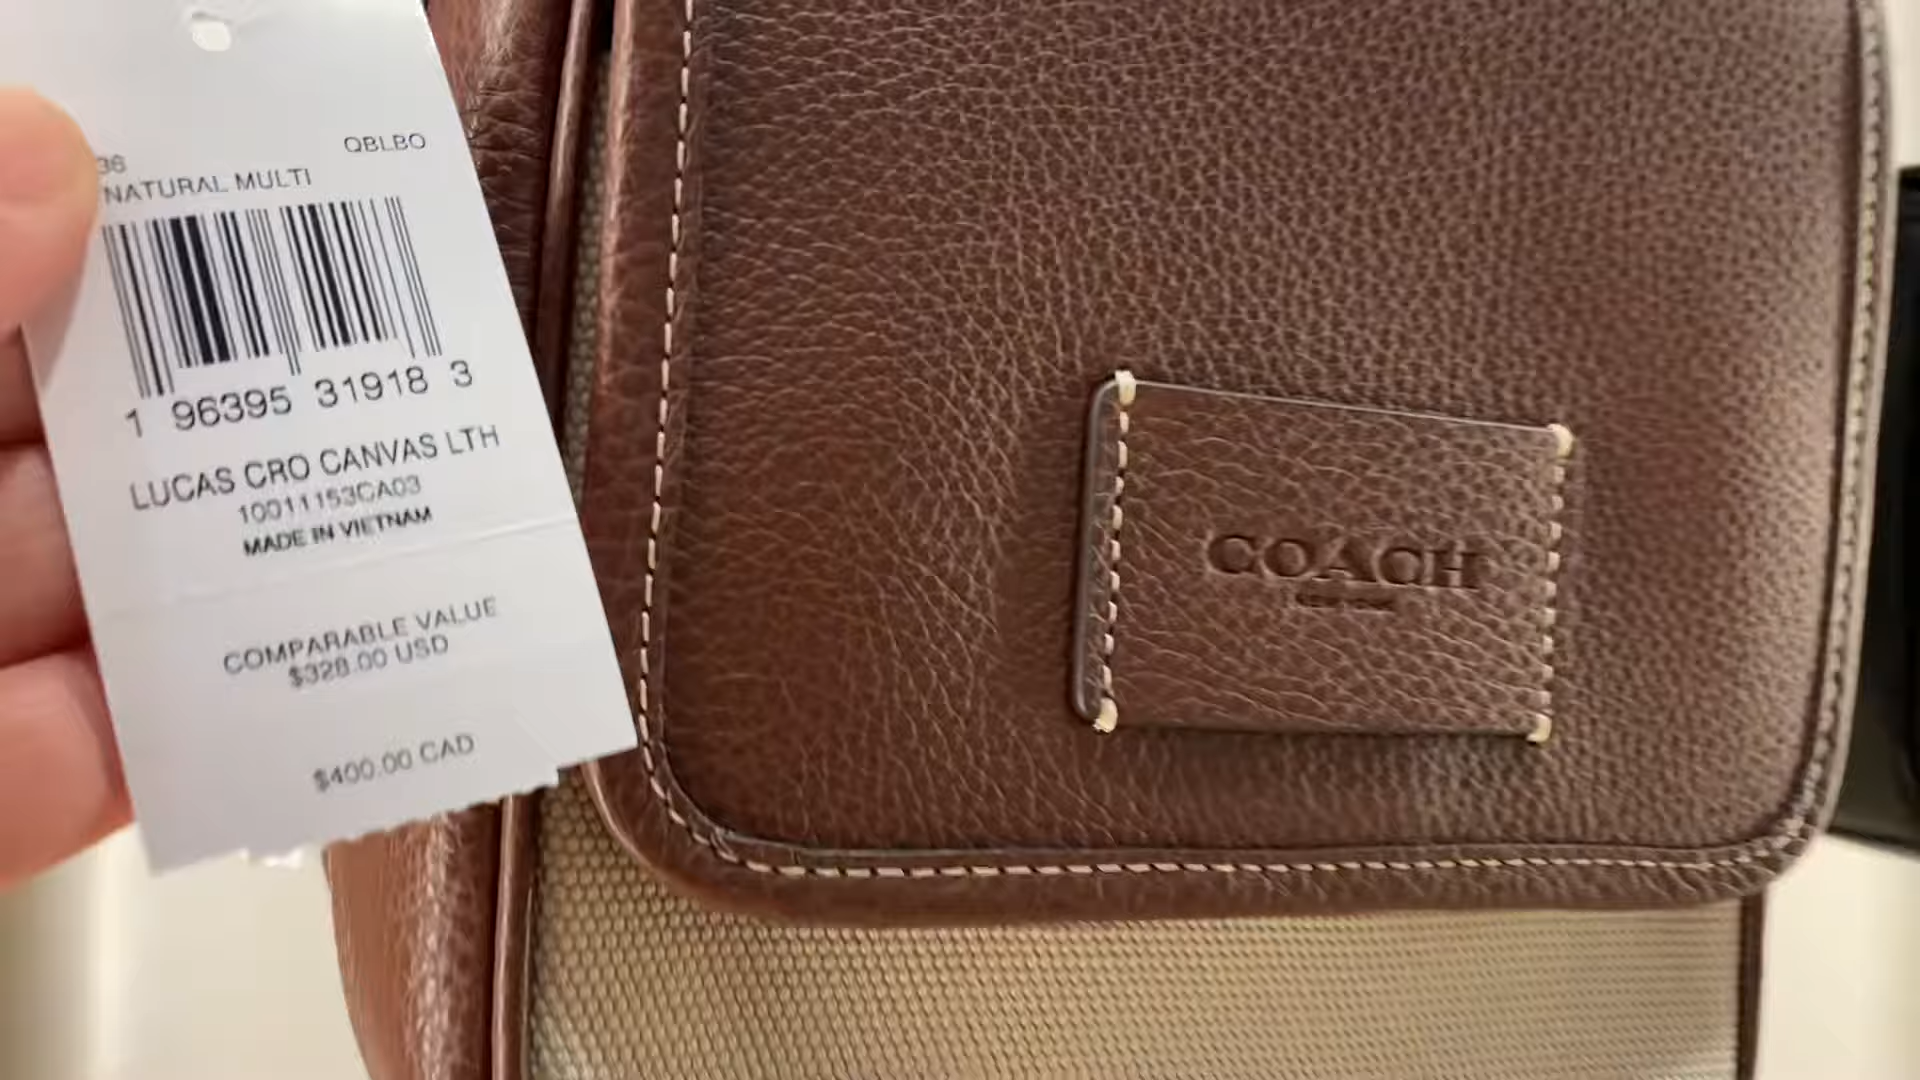 36 QBLBO
NATURAL MULTI
1 96395 31918 3
LUCAS CRO CANVAS LTH
10011153CA03
MADE IN VIETNAM
COMPARABLE VALUE
$328.00 USD
$400.00 CAD
COACH